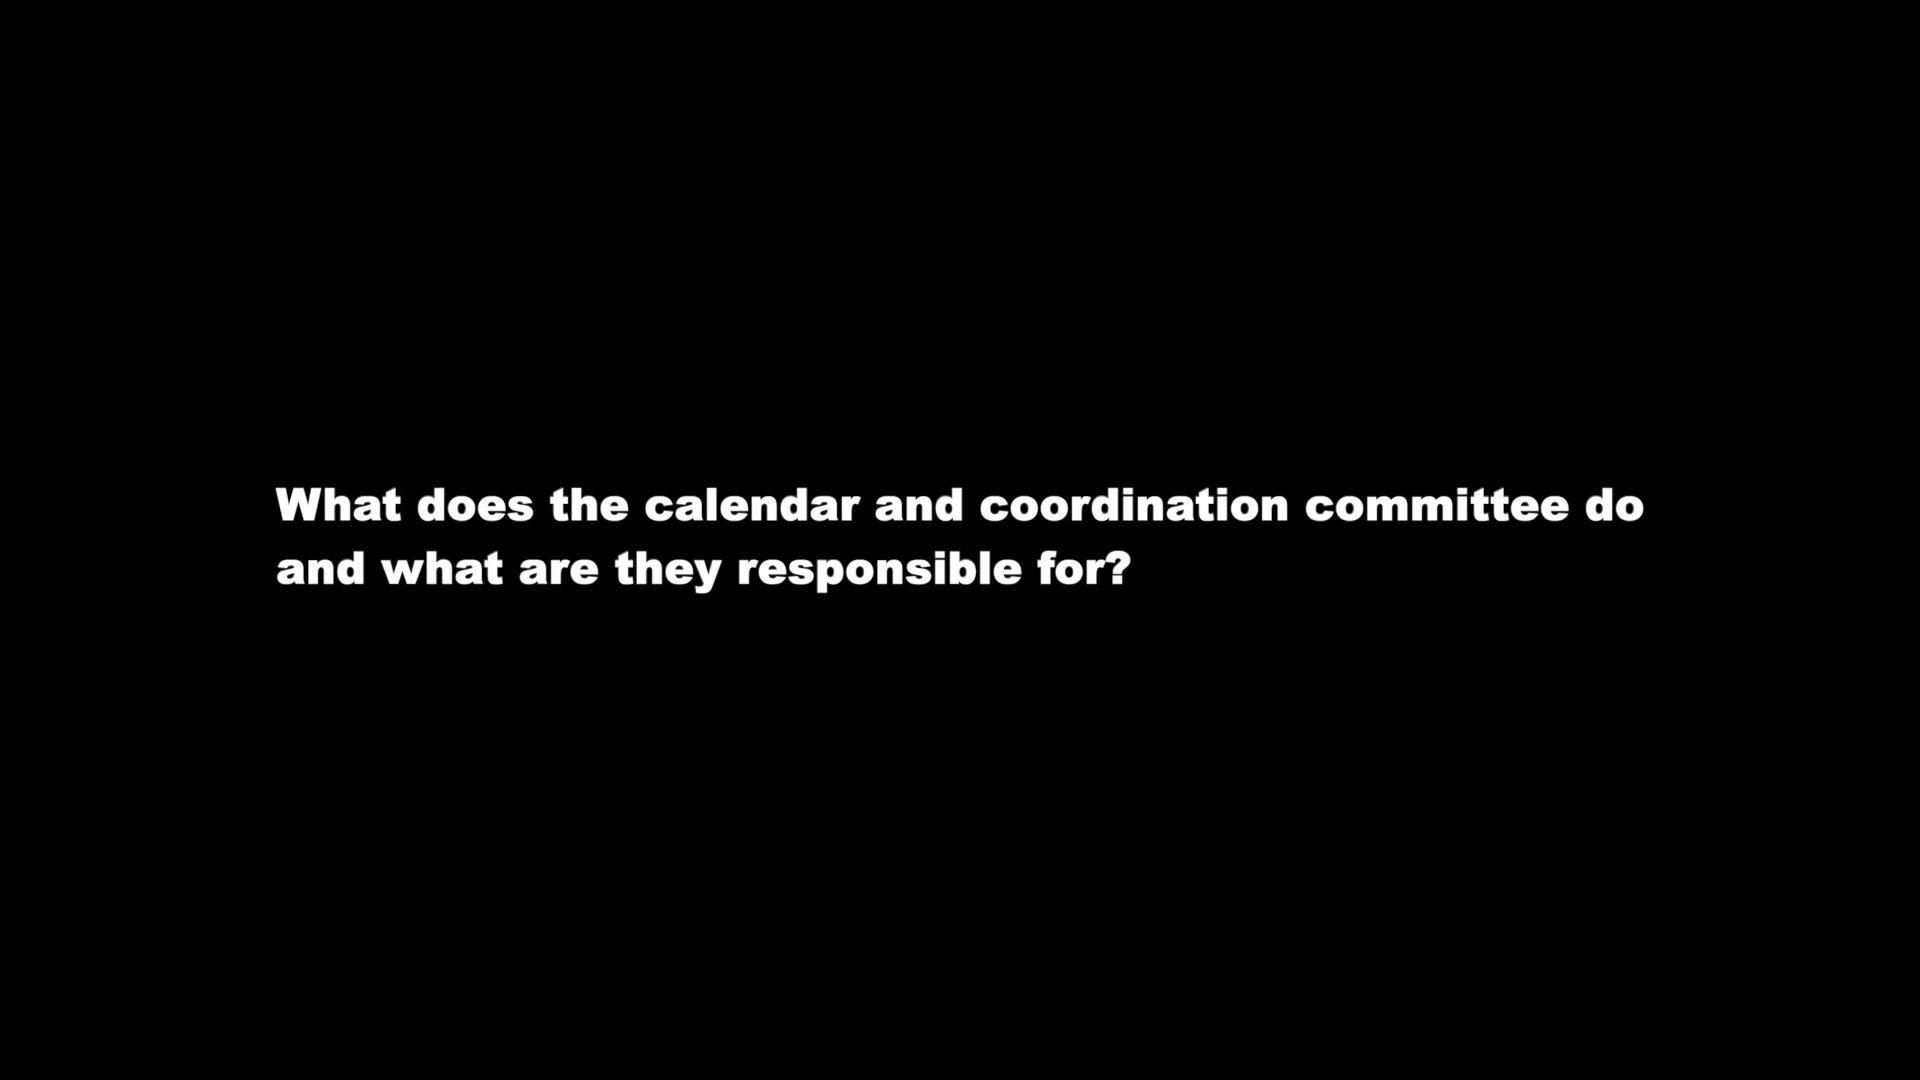 What does the calendar and coordination committee do
and what are they responsible for?